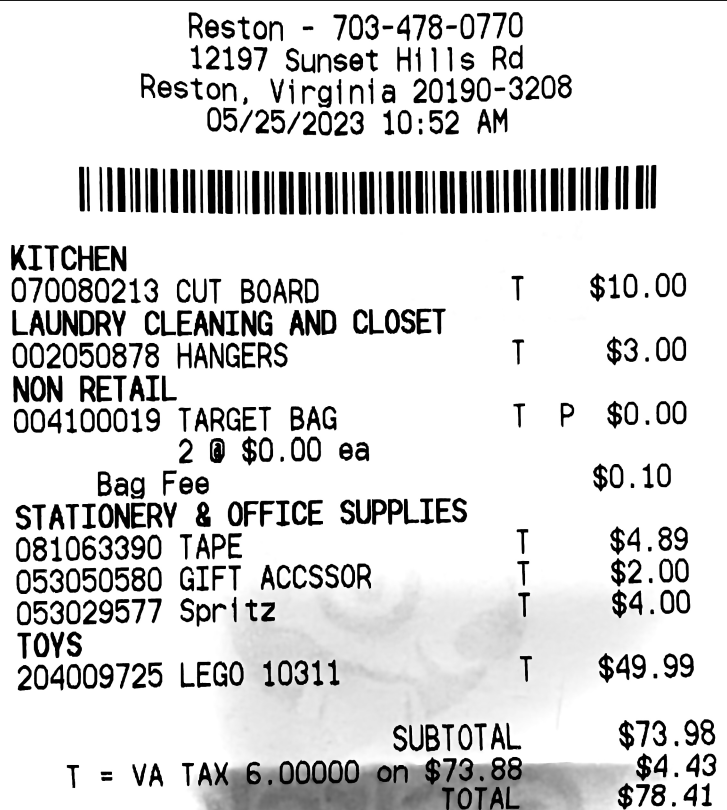 Reston - 703-478-0770
12197 Sunset Hills Rd
Reston, Virginia 20190-3208
05/25/2023 10:52 AM
KITCHEN
070080213 CUT BOARD T $10.00
LAUNDRY CLEANING AND CLOSET
002050878 HANGERS T $3.00
NON RETAIL
004100019 TARGET BAG T P $0.00
2 @ $0.00 ea
Bag Fee $0.10
STATIONERY & OFFICE SUPPLIES
081063390 TAPE T $4.89
053050580 GIFT ACCSSOR T $2.00
053029577 Spritz T $4.00
TOYS
204009725 LEGO 10311 T $49.99
SUBTOTAL $73.98
T = VA TAX 6.00000 on $73.88 $4.43
TOTAL $78.41